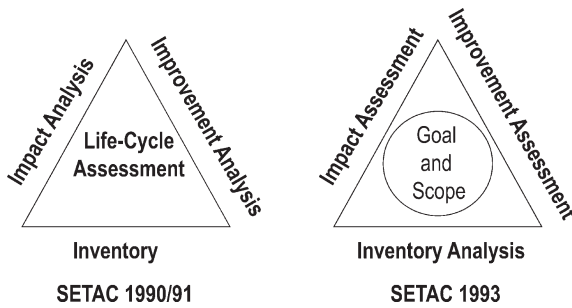 Impact Analysis
Improvement Analysis
Life-Cycle
Assessment
Inventory
SETAC 1990/91
Impact Assessment
Improvement Assessment
Goal
and
Scope
Inventory Analysis
SETAC 1993